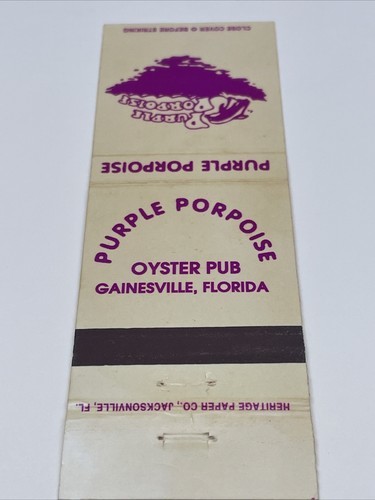 CLOSE COVER BEFORE STRIKING
PURPLE
PORPOISE
PURPLE PORPOISE
PURPLE PORPOISE
OYSTER PUB
GAINESVILLE, FLORIDA
HERITAGE PAPER CO., JACKSONVILLE, FL.